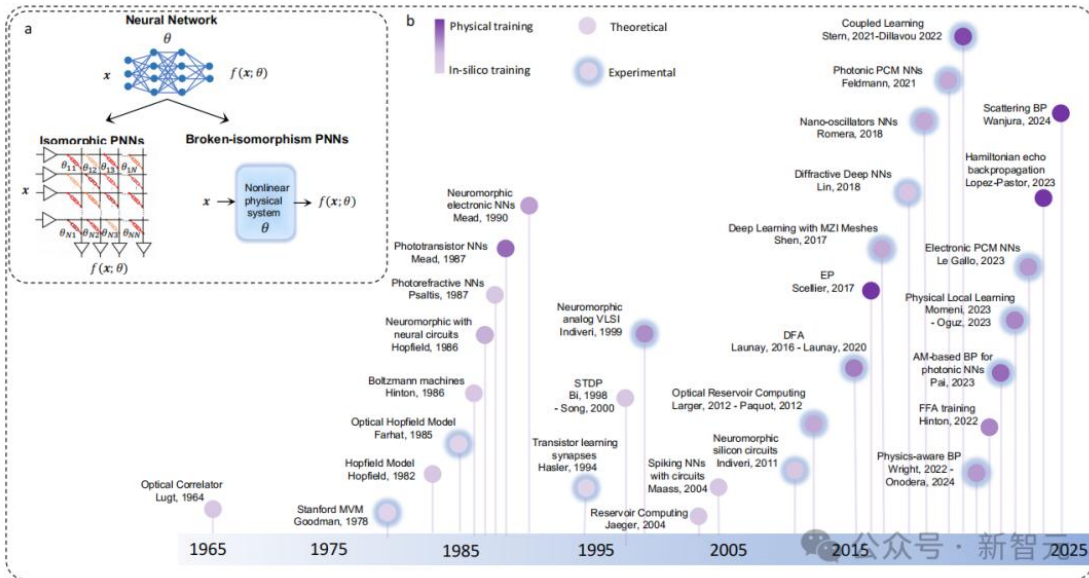 a
Neural Network
θ
x
f(x; θ)
Isomorphic PNNs
Broken-isomorphism PNNs
θ11 θ12 θ13 θ1N
x
θN1 θN2 θN3 θNN
f(x; θ)
x
Nonlinear
physical
system
θ
f(x; θ)
b
Physical training
In-silico training
Theoretical
Experimental
Optical Correlator
Lugt, 1964
Stanford MVM
Goodman, 1978
Hopfield Model
Hopfield, 1982
Optical Hopfield Model
Farhat, 1985
Boltzmann machines
Hinton, 1986
Neuromorphic with
neural circuits
Hopfield, 1986
Photorefractive NNs
Psaltis, 1987
Phototransistor NNs
Mead, 1987
Neuromorphic
electronic NNs
Mead, 1990
Transistor learning
synapses
Hasler, 1994
STDP
Bi, 1998
- Song, 2000
Neuromorphic
analog VLSI
Indiveri, 1999
Reservoir Computing
Jaeger, 2004
Spiking NNs
with circuits
Maass, 2004
Neuromorphic
silicon circuits
Indiveri, 2011
Optical Reservoir Computing
Larger, 2012 - Paquot, 2012
DFA
Launay, 2016 - Launay, 2020
EP
Scellier, 2017
Deep Learning with MZI Meshes
Shen, 2017
Diffractive Deep NNs
Lin, 2018
Nano-oscillators NNs
Romera, 2018
Photonic PCM NNs
Feldmann, 2021
Coupled Learning
Stern, 2021-Dillavou 2022
Physics-aware BP
Wright, 2022 -
Onodera, 2024
FFA training
Hinton, 2022
AM-based BP for
photonic NNs
Pai, 2023
Physical Local Learning
Momeni, 2023
- Oguz, 2023
Electronic PCM NNs
Le Gallo, 2023
Hamiltonian echo
backpropagation
Lopez-Pastor, 2023
Scattering BP
Wanjura, 2024
1965 1975 1985 1995 2005 2015 2025
公众号 · 新智元